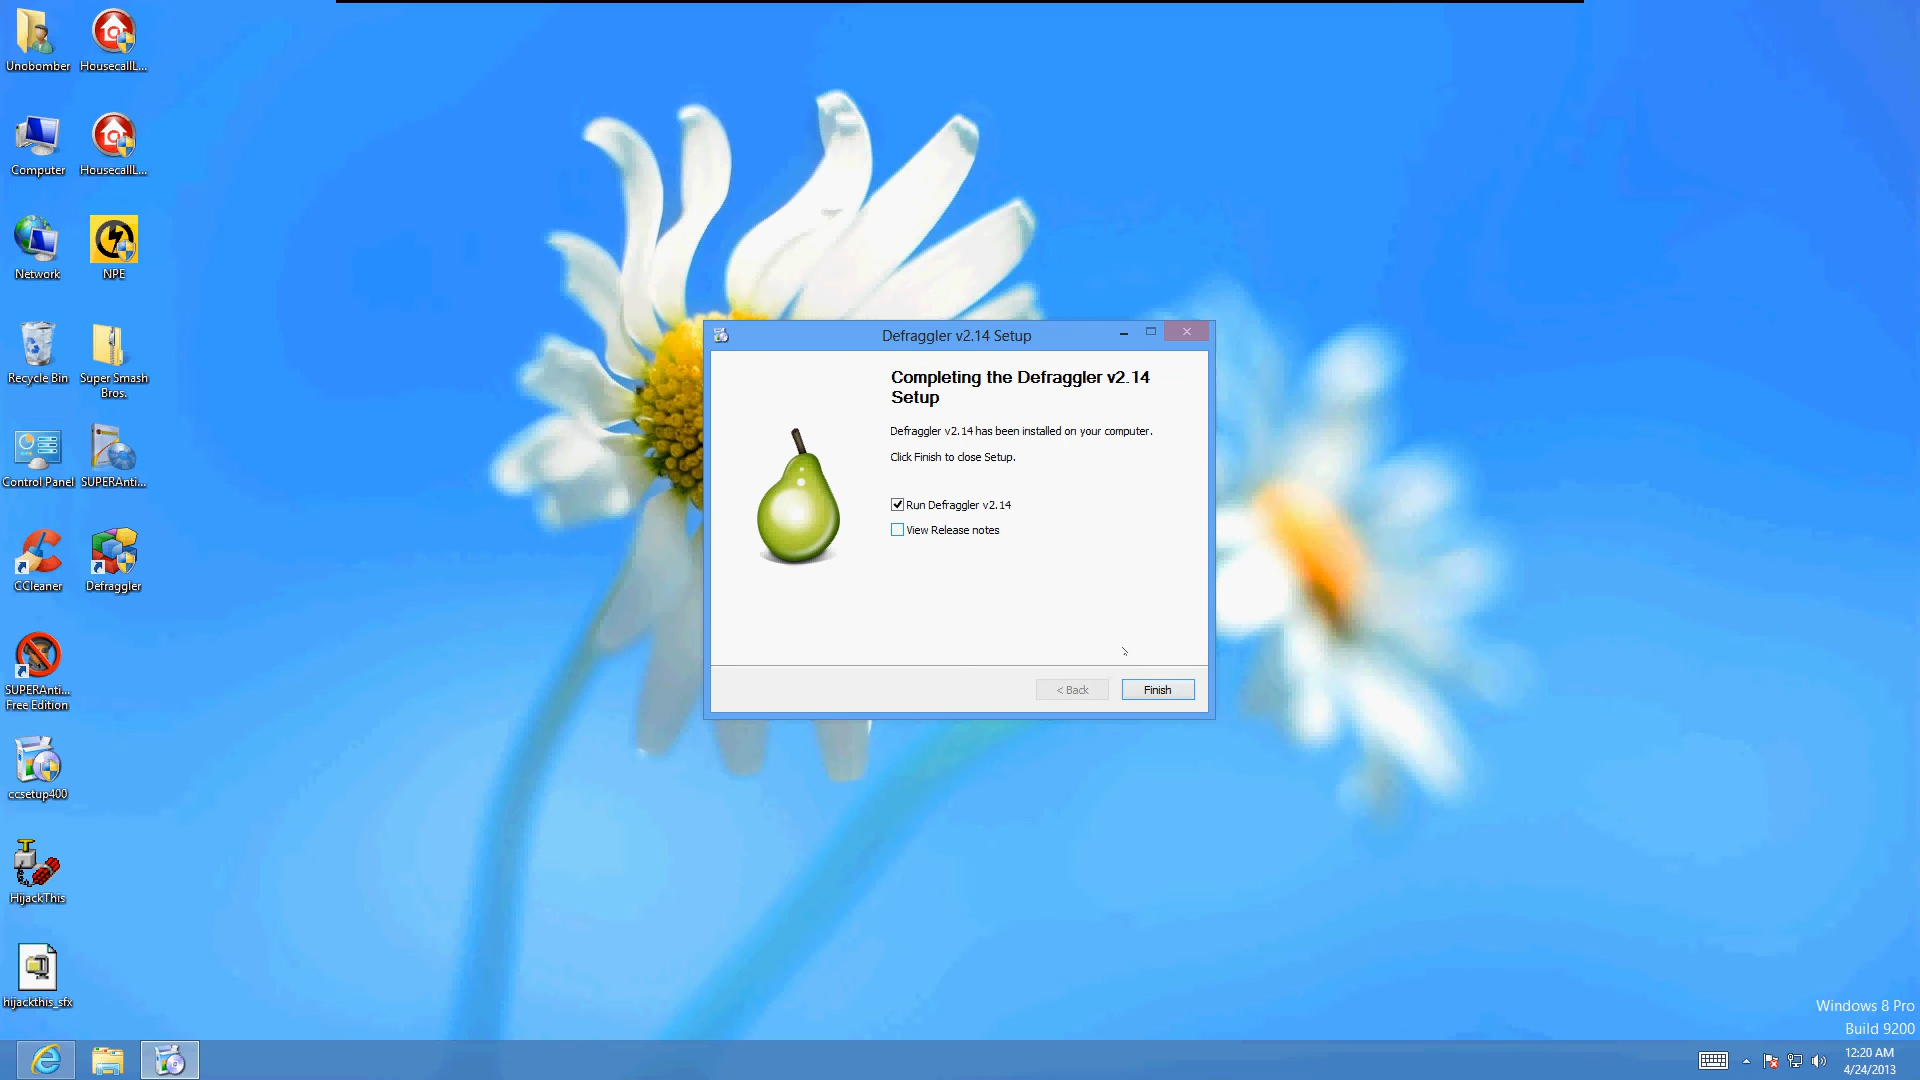 Unobomber
HousecallL...
Computer
HousecallL...
Network
NPE
Recycle Bin
Super Smash
Bros.
Control Panel
SUPERAnti...
CCleaner
Defraggler
SUPERAnti...
Free Edition
ccsetup400
HijackThis
hijackthis_sfx
Defraggler v2.14 Setup
Completing the Defraggler v2.14
Setup
Defraggler v2.14 has been installed on your computer.
Click Finish to close Setup.
Run Defraggler v2.14
View Release notes
< Back
Finish
Windows 8 Pro
Build 9200
12:20 AM
4/24/2013